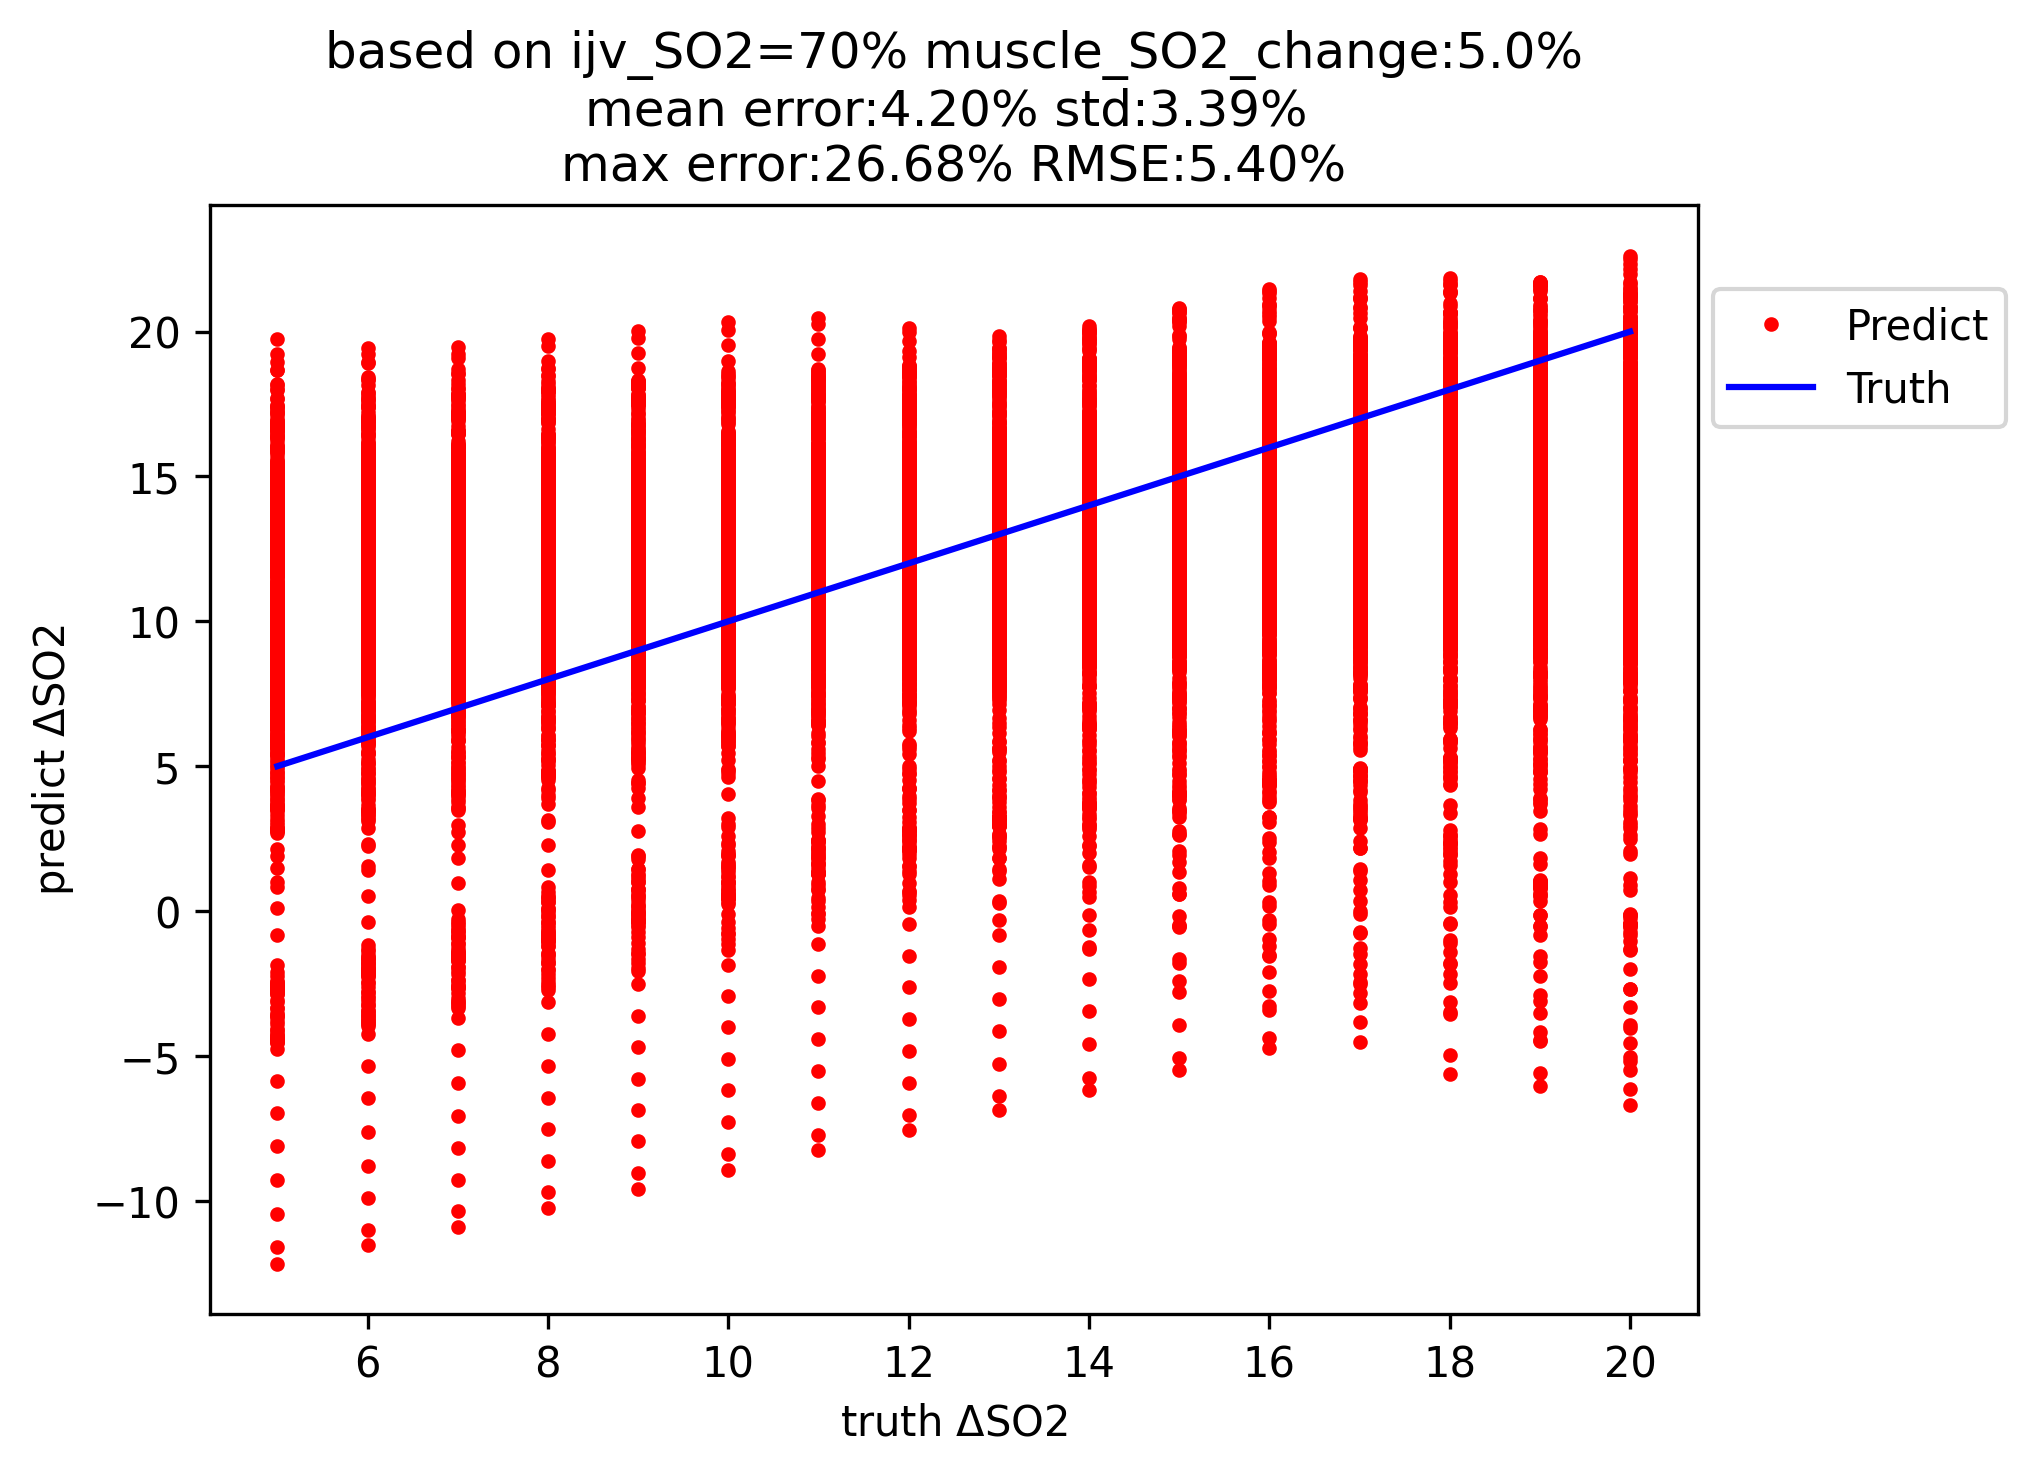 based on ijv_SO2=70% muscle_SO2_change:5.0%
mean error:4.20% std:3.39%
max error:26.68% RMSE:5.40%
Predict
Truth
predict ΔSO2
20
15
10
5
0
−5
−10
6 8 10 12 14 16 18 20
truth ΔSO2